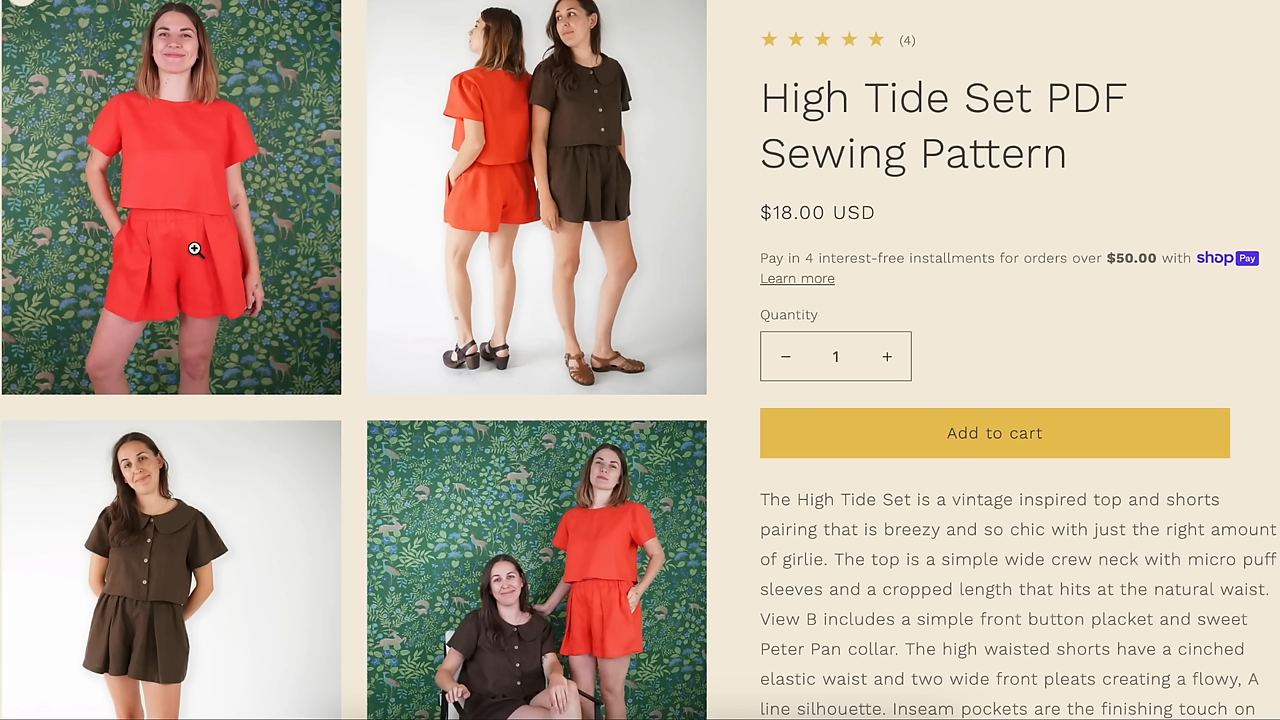 (4)
High Tide Set PDF
Sewing Pattern
$18.00 USD
Pay in 4 interest-free installments for orders over $50.00 with shop Pay
Learn more
Quantity
− 1 +
Add to cart
The High Tide Set is a vintage inspired top and shorts
pairing that is breezy and so chic with just the right amount
of girlie. The top is a simple wide crew neck with micro puff
sleeves and a cropped length that hits at the natural waist.
View B includes a simple front button placket and sweet
Peter Pan collar. The high waisted shorts have a cinched
elastic waist and two wide front pleats creating a flowy, A
line silhouette. Inseam pockets are the finishing touch on